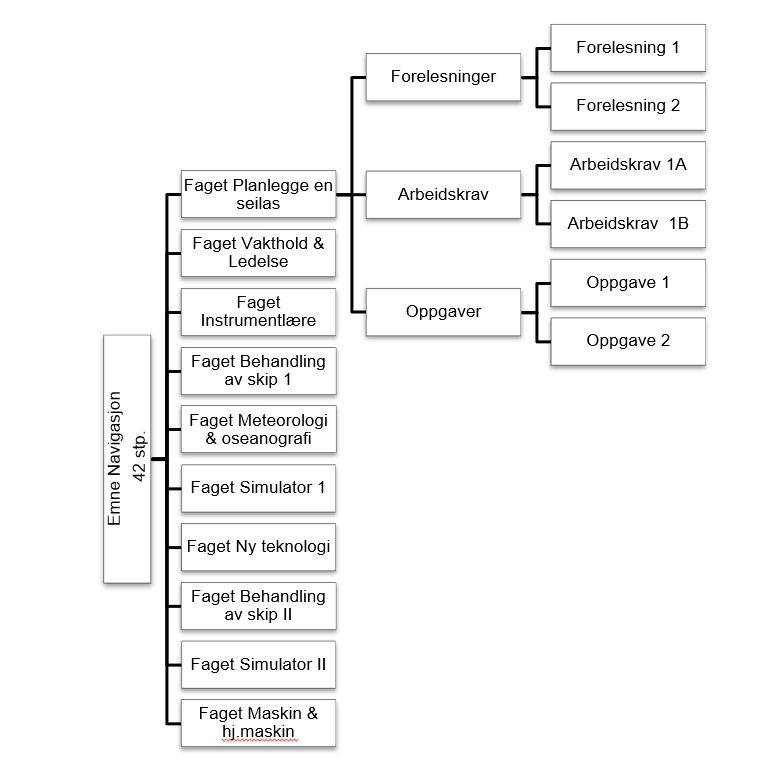 Emne Navigasjon
42 stp.
Faget Planlegge en
seilas
Faget Vakthold &
Ledelse
Faget
Instrumentlære
Faget Behandling
av skip 1
Faget Meteorologi
& oseanografi
Faget Simulator 1
Faget Ny teknologi
Faget Behandling
av skip II
Faget Simulator II
Faget Maskin &
hj.maskin
Forelesninger
Forelesning 1
Forelesning 2
Arbeidskrav
Arbeidskrav 1A
Arbeidskrav  1B
Oppgaver
Oppgave 1
Oppgave 2